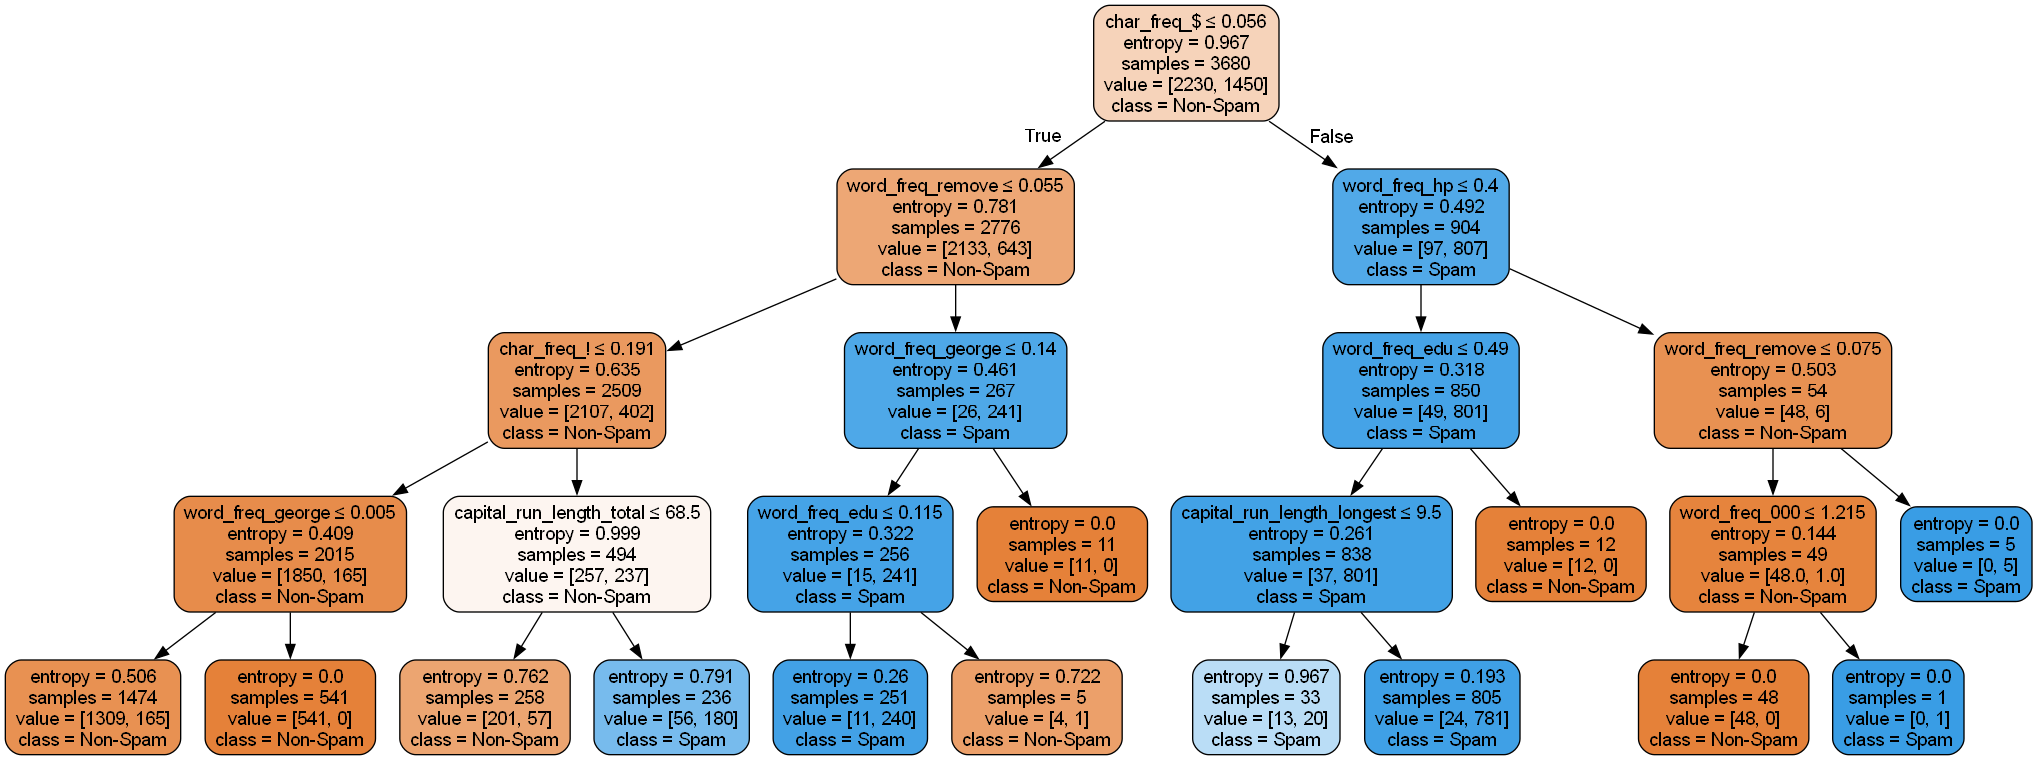 char_freq_$ ≤ 0.056
entropy = 0.967
samples = 3680
value = [2230, 1450]
class = Non-Spam
True
False
word_freq_remove ≤ 0.055
entropy = 0.781
samples = 2776
value = [2133, 643]
class = Non-Spam
word_freq_hp ≤ 0.4
entropy = 0.492
samples = 904
value = [97, 807]
class = Spam
char_freq_! ≤ 0.191
entropy = 0.635
samples = 2509
value = [2107, 402]
class = Non-Spam
word_freq_george ≤ 0.14
entropy = 0.461
samples = 267
value = [26, 241]
class = Spam
word_freq_edu ≤ 0.49
entropy = 0.318
samples = 850
value = [49, 801]
class = Spam
word_freq_remove ≤ 0.075
entropy = 0.503
samples = 54
value = [48, 6]
class = Non-Spam
word_freq_george ≤ 0.005
entropy = 0.409
samples = 2015
value = [1850, 165]
class = Non-Spam
capital_run_length_total ≤ 68.5
entropy = 0.999
samples = 494
value = [257, 237]
class = Non-Spam
word_freq_edu ≤ 0.115
entropy = 0.322
samples = 256
value = [15, 241]
class = Spam
entropy = 0.0
samples = 11
value = [11, 0]
class = Non-Spam
capital_run_length_longest ≤ 9.5
entropy = 0.261
samples = 838
value = [37, 801]
class = Spam
entropy = 0.0
samples = 12
value = [12, 0]
class = Non-Spam
word_freq_000 ≤ 1.215
entropy = 0.144
samples = 49
value = [48.0, 1.0]
class = Non-Spam
entropy = 0.0
samples = 5
value = [0, 5]
class = Spam
entropy = 0.506
samples = 1474
value = [1309, 165]
class = Non-Spam
entropy = 0.0
samples = 541
value = [541, 0]
class = Non-Spam
entropy = 0.762
samples = 258
value = [201, 57]
class = Non-Spam
entropy = 0.791
samples = 236
value = [56, 180]
class = Spam
entropy = 0.26
samples = 251
value = [11, 240]
class = Spam
entropy = 0.722
samples = 5
value = [4, 1]
class = Non-Spam
entropy = 0.967
samples = 33
value = [13, 20]
class = Spam
entropy = 0.193
samples = 805
value = [24, 781]
class = Spam
entropy = 0.0
samples = 48
value = [48, 0]
class = Non-Spam
entropy = 0.0
samples = 1
value = [0, 1]
class = Spam